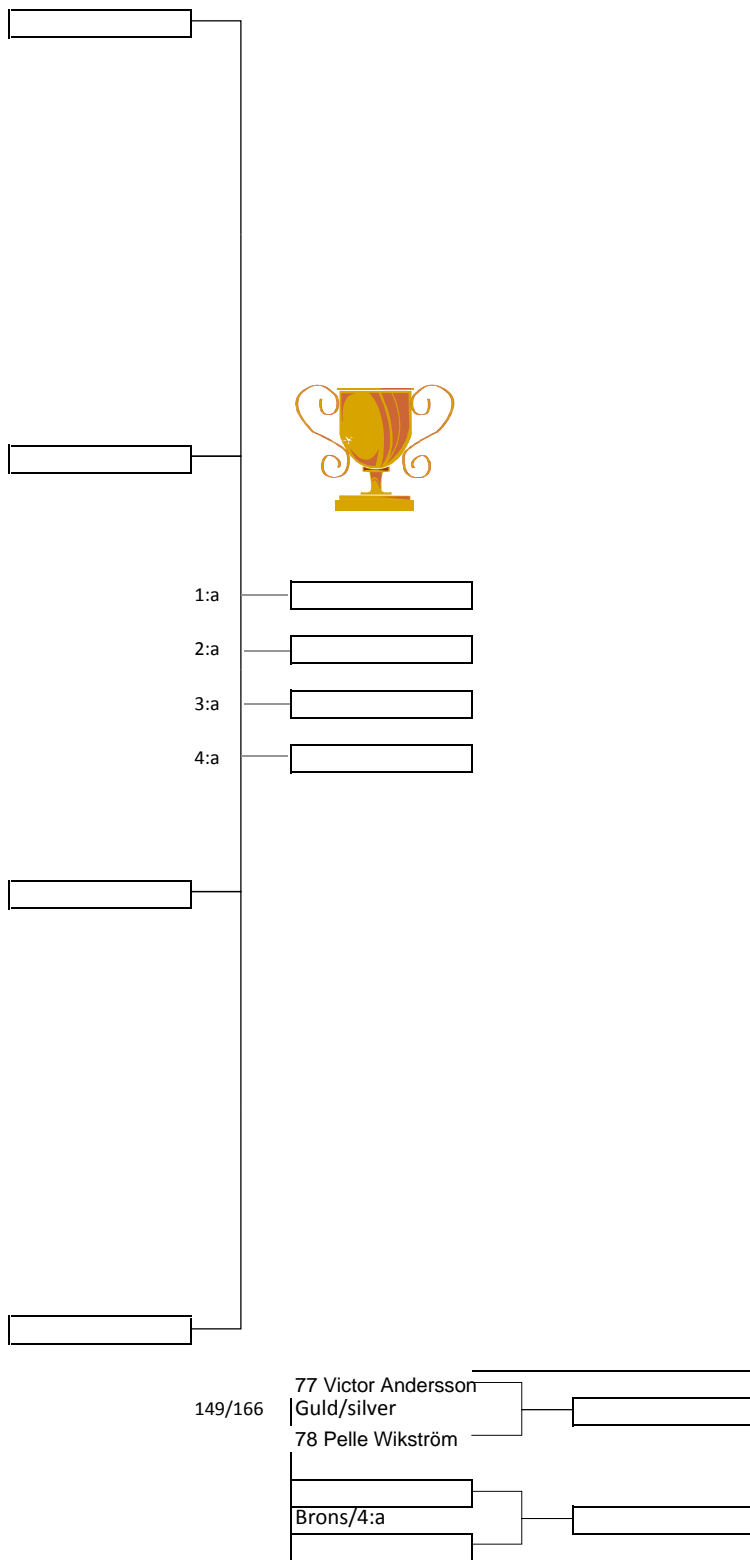 1:a
2:a
3:a
4:a
77 Victor Andersson
149/166 Guld/silver
78 Pelle Wikström
Brons/4:a